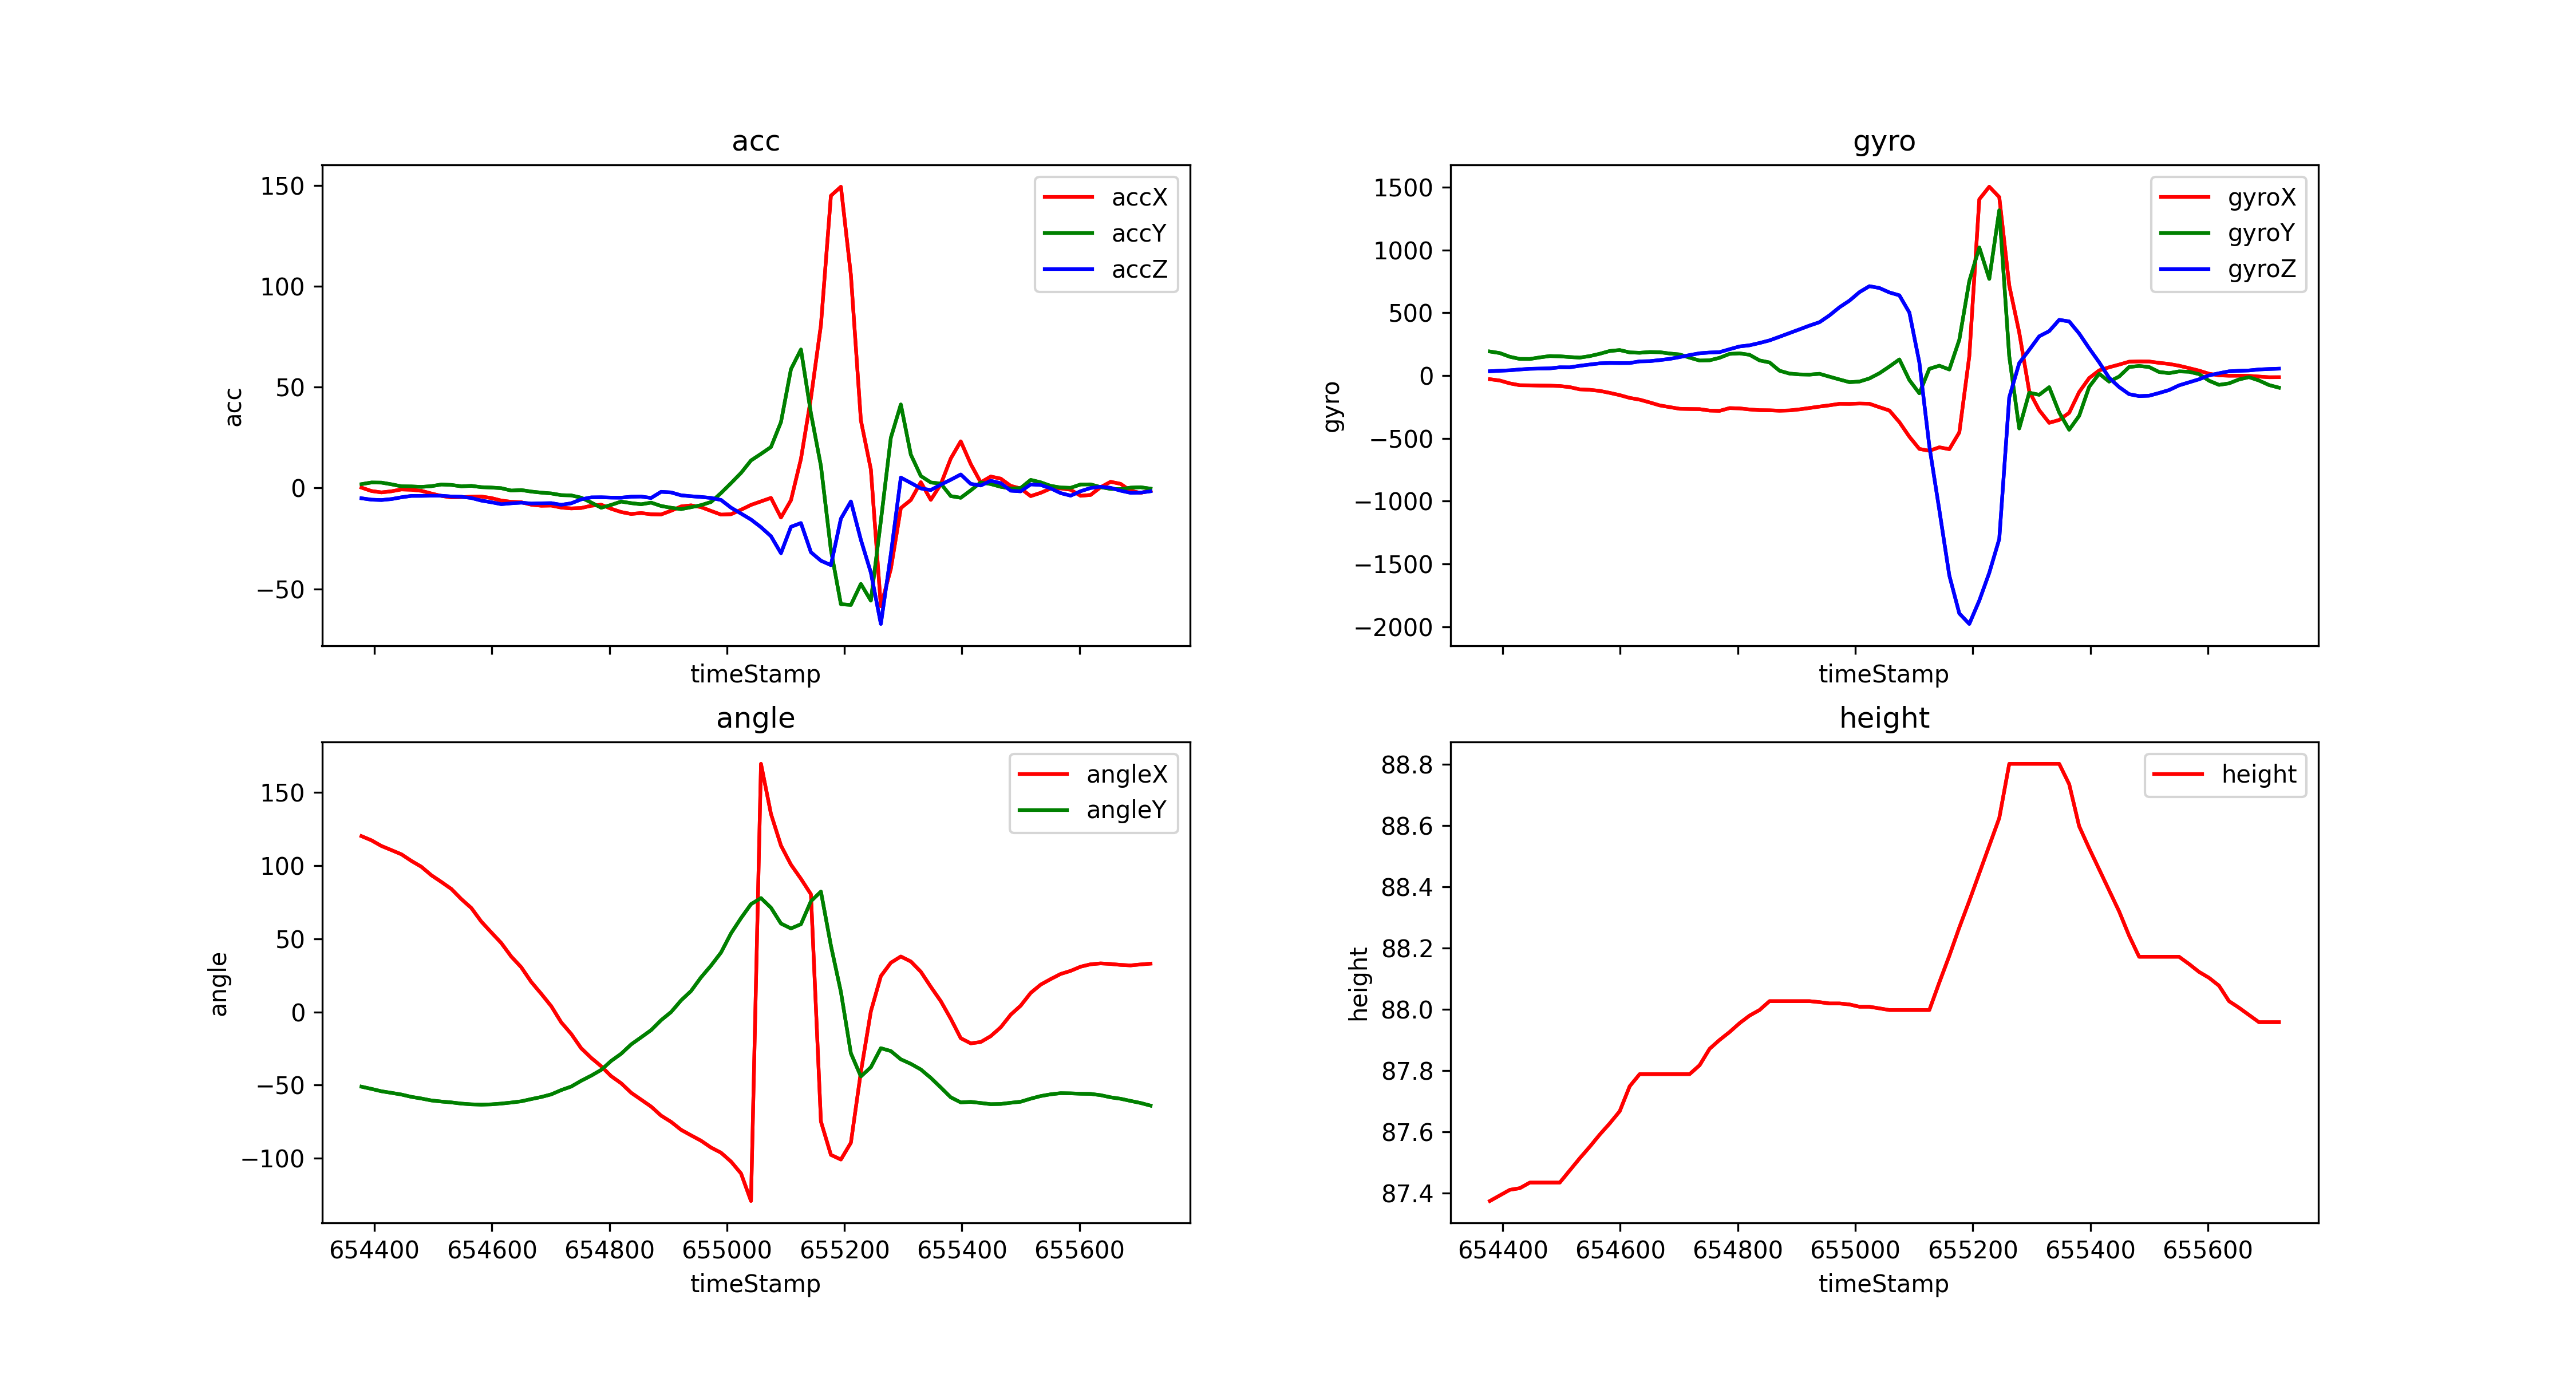 acc
acc
150
100
50
0
−50
accX
accY
accZ
timeStamp
gyro
gyro
1500
1000
500
0
−500
−1000
−1500
−2000
gyroX
gyroY
gyroZ
timeStamp
angle
angle
150
100
50
0
−50
−100
angleX
angleY
654400 654600 654800 655000 655200 655400 655600
timeStamp
height
height
88.8
88.6
88.4
88.2
88.0
87.8
87.6
87.4
height
654400 654600 654800 655000 655200 655400 655600
timeStamp